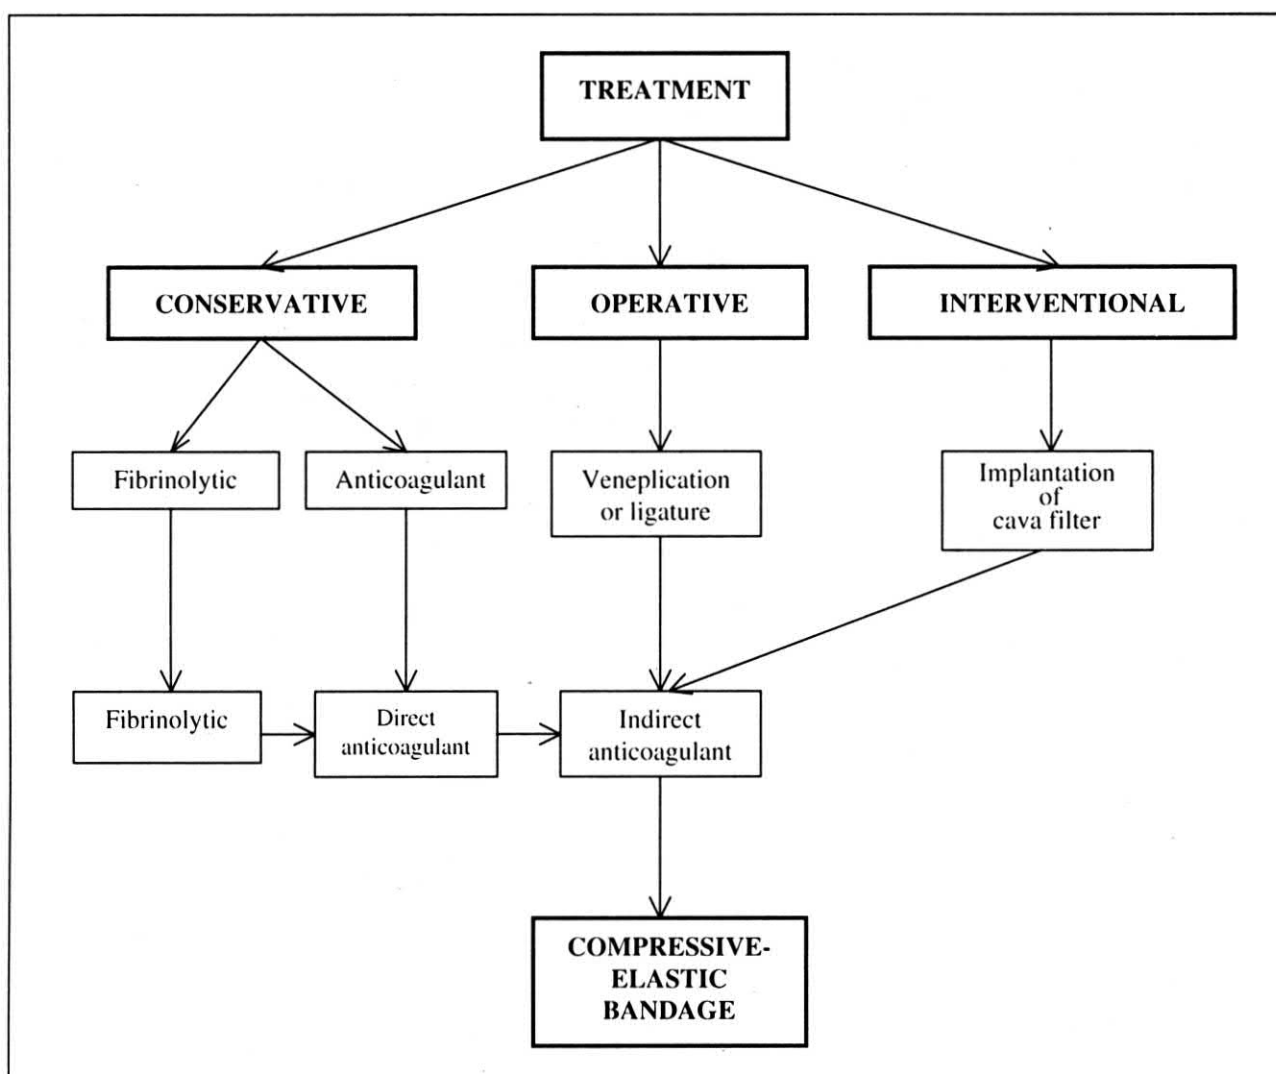 TREATMENT
CONSERVATIVE
OPERATIVE
INTERVENTIONAL
Fibrinolytic
Anticoagulant
Veneplication
or ligature
Implantation
of
cava filter
Fibrinolytic
Direct
anticoagulant
Indirect
anticoagulant
COMPRESSIVE-
ELASTIC
BANDAGE